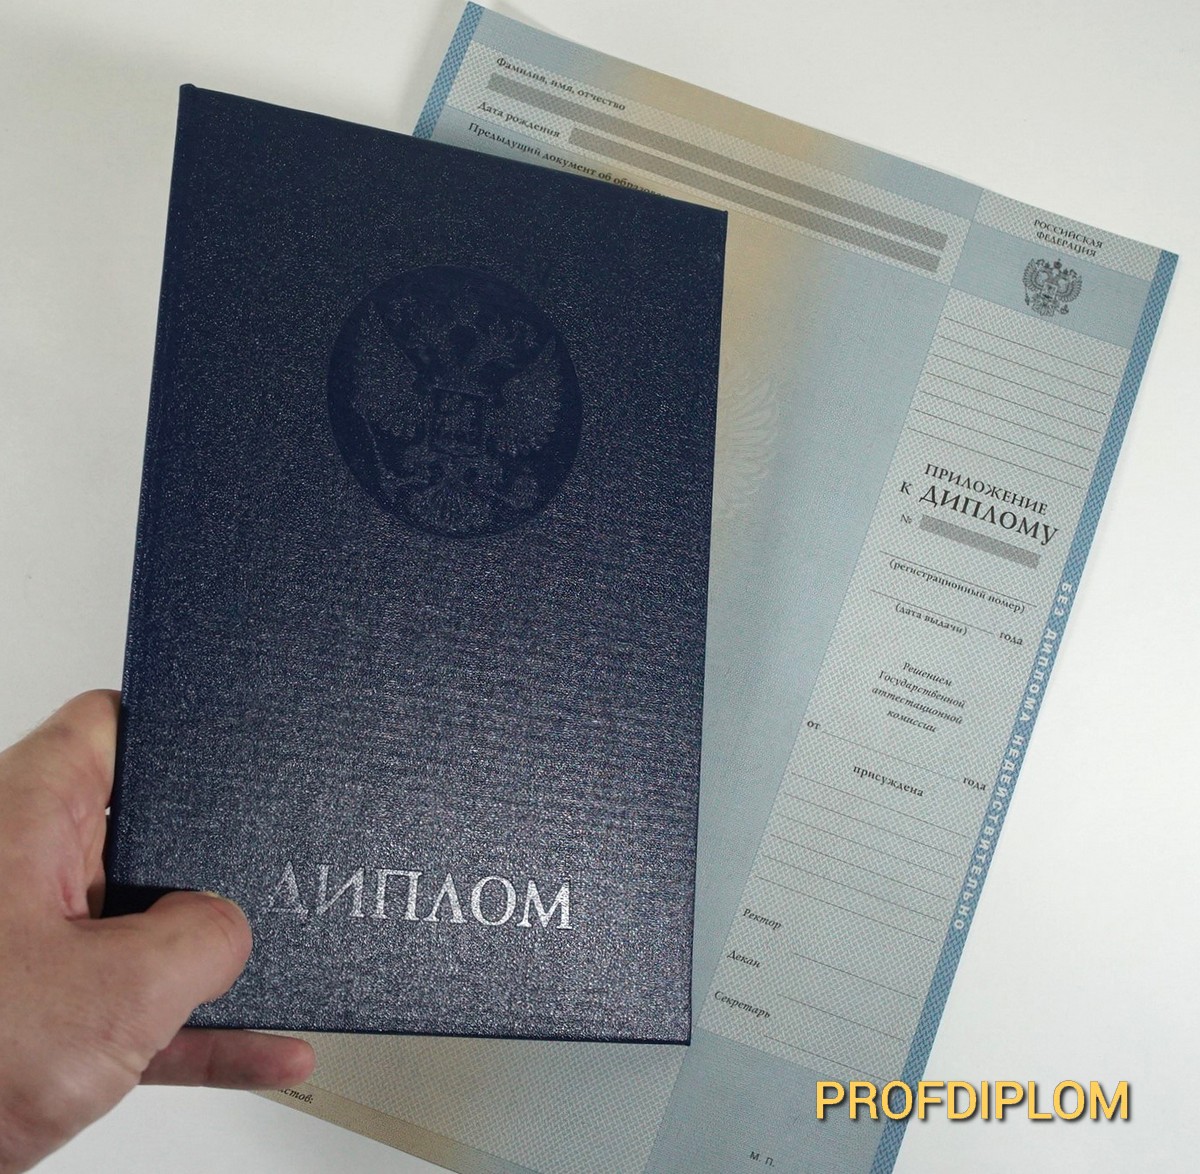 Фамилия, имя, отчество
Дата рождения
Предыдущий документ об
РОССИЙСКАЯ
ФЕДЕРАЦИЯ
ПРИЛОЖЕНИЕ
К ДИПЛОМУ
№
(регистрационный номер)
(дата выдачи) года
Решением
Государственной
аттестационной
комиссии
от
года
присуждена
Ректор
Декан
Секретарь
М. П.
БЕЗ ДИПЛОМА НЕДЕЙСТВИТЕЛЬНО
ДИПЛОМ
PROFDIPLOM